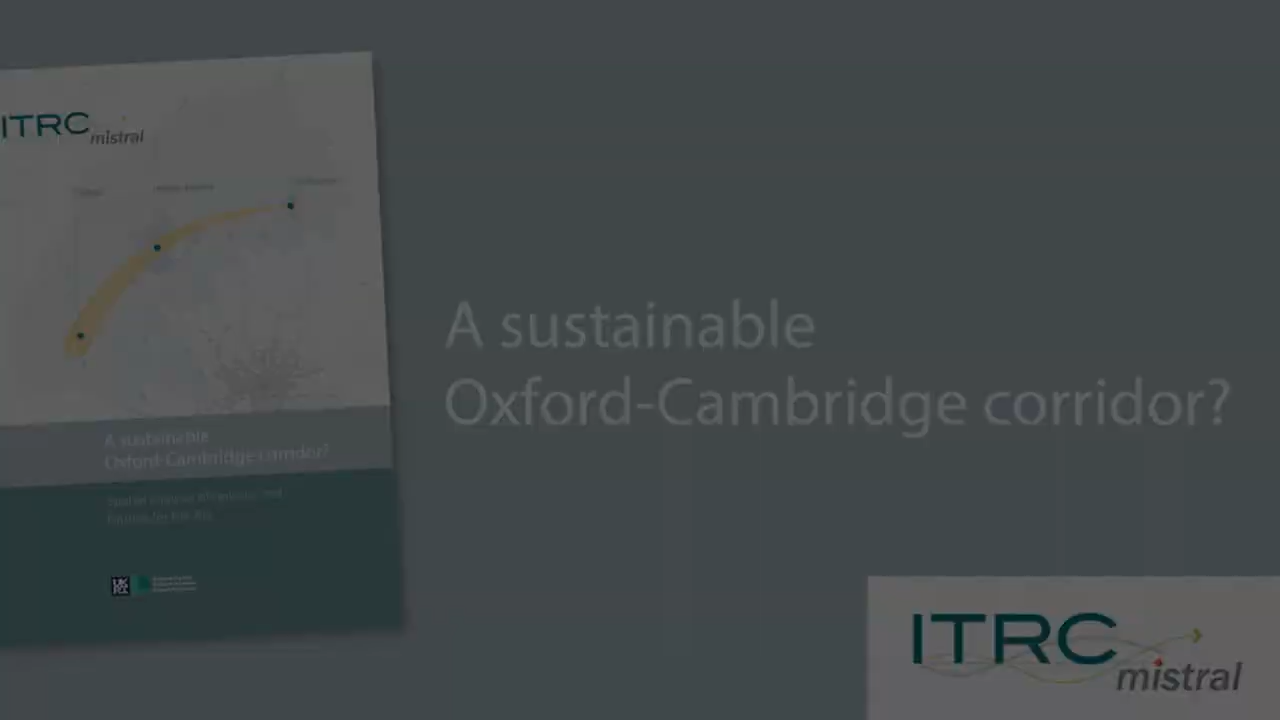 ITRC
mistral
A sustainable
Oxford-Cambridge corridor?
A sustainable
Oxford-Cambridge corridor?
ITRC
mistral